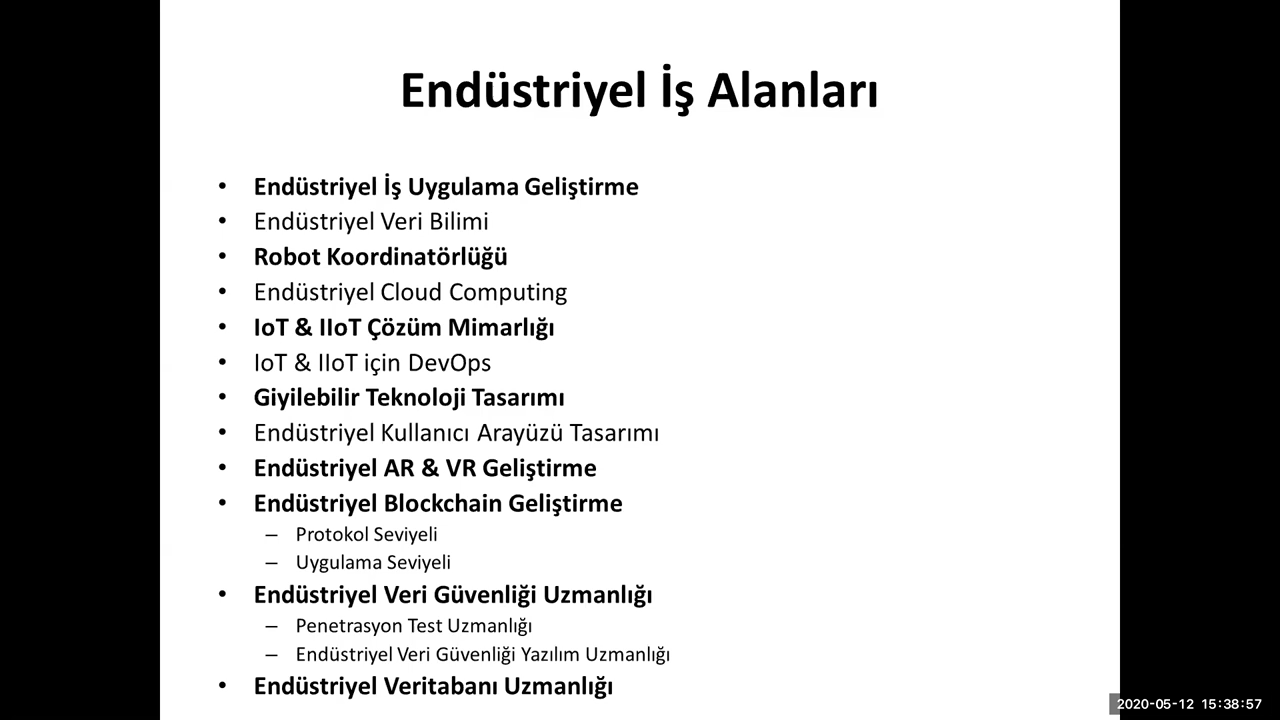 Endüstriyel İş Alanları
• Endüstriyel İş Uygulama Geliştirme
• Endüstriyel Veri Bilimi
• Robot Koordinatörlüğü
• Endüstriyel Cloud Computing
• IoT & IIoT Çözüm Mimarlığı
• IoT & IIoT için DevOps
• Giyilebilir Teknoloji Tasarımı
• Endüstriyel Kullanıcı Arayüzü Tasarımı
• Endüstriyel AR & VR Geliştirme
• Endüstriyel Blockchain Geliştirme
– Protokol Seviyeli
– Uygulama Seviyeli
• Endüstriyel Veri Güvenliği Uzmanlığı
– Penetrasyon Test Uzmanlığı
– Endüstriyel Veri Güvenliği Yazılım Uzmanlığı
• Endüstriyel Veritabanı Uzmanlığı
2020-05-12 15:38:57